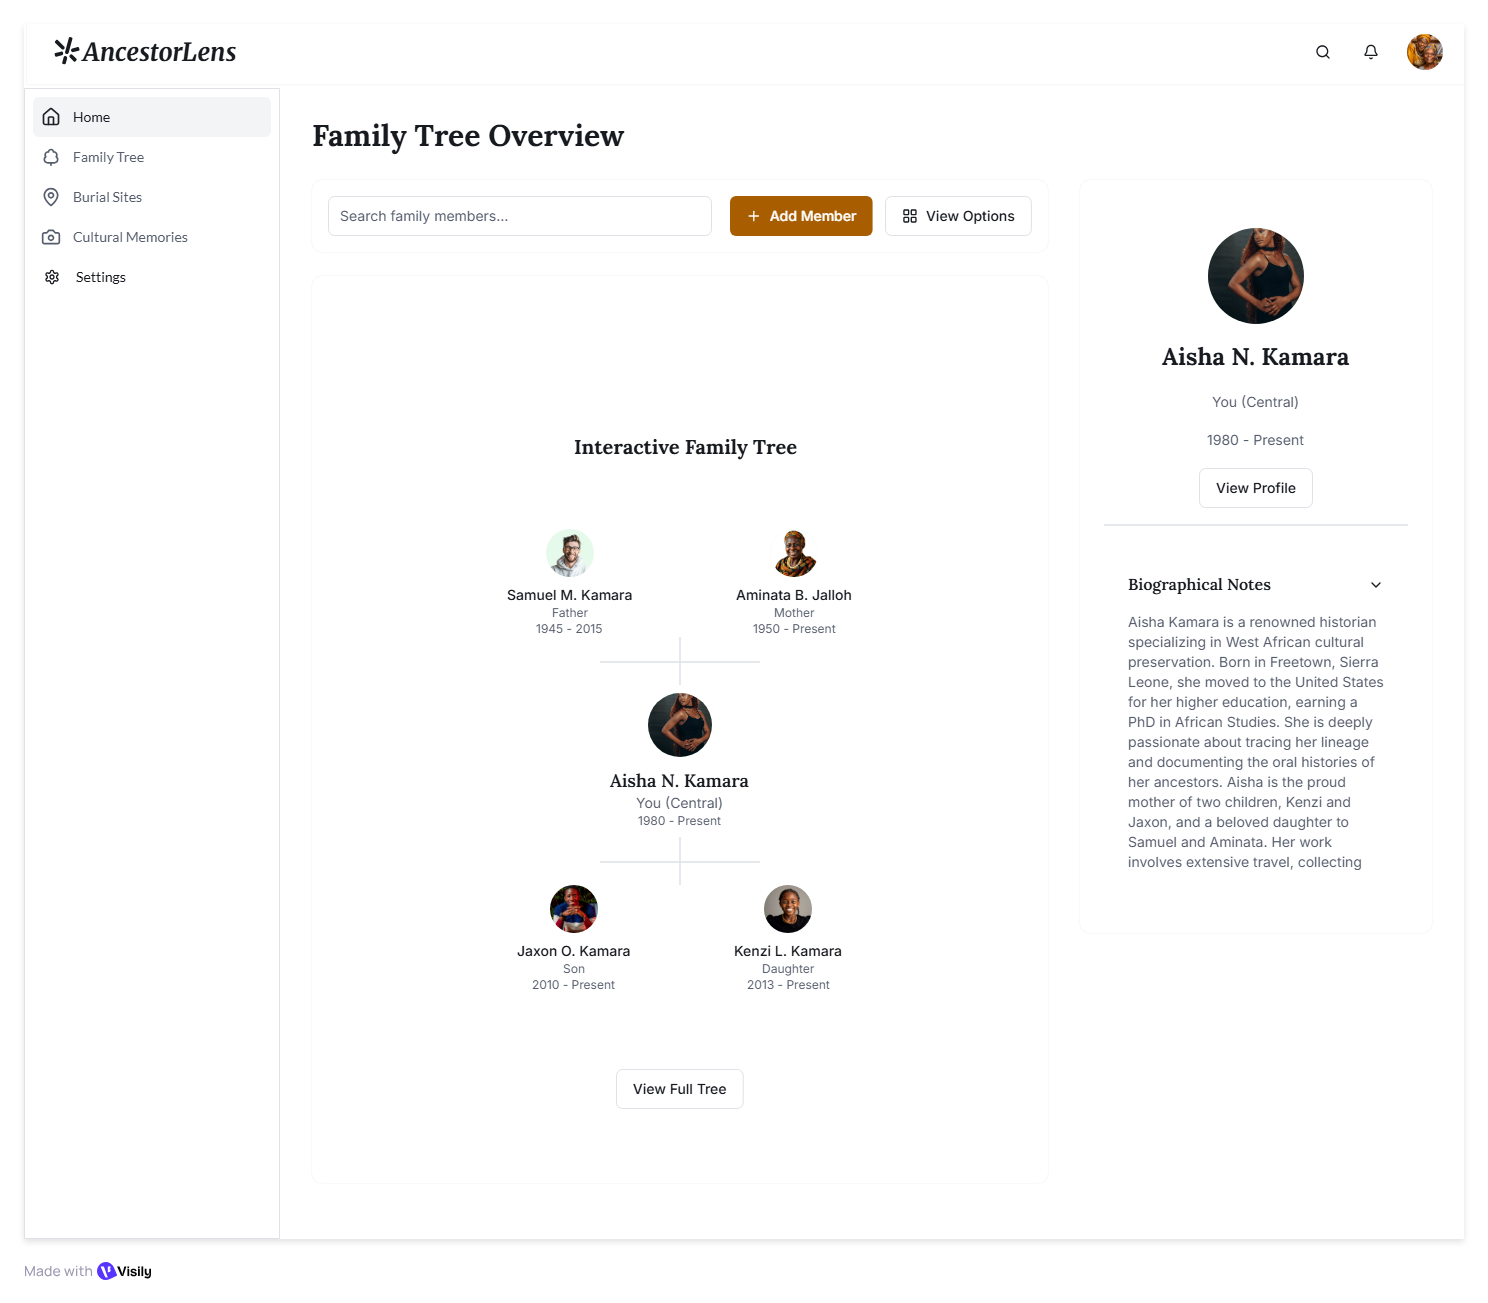 AncestorLens
Home
Family Tree
Burial Sites
Cultural Memories
Settings
Family Tree Overview
Search family members...
Add Member
View Options
Interactive Family Tree
Samuel M. Kamara
Father
1945 - 2015
Aminata B. Jalloh
Mother
1950 - Present
Aisha N. Kamara
You (Central)
1980 - Present
Jaxon O. Kamara
Son
2010 - Present
Kenzi L. Kamara
Daughter
2013 - Present
View Full Tree
Aisha N. Kamara
You (Central)
1980 - Present
View Profile
Biographical Notes
Aisha Kamara is a renowned historian
specializing in West African cultural
preservation. Born in Freetown, Sierra
Leone, she moved to the United States
for her higher education, earning a
PhD in African Studies. She is deeply
passionate about tracing her lineage
and documenting the oral histories of
her ancestors. Aisha is the proud
mother of two children, Kenzi and
Jaxon, and a beloved daughter to
Samuel and Aminata. Her work
involves extensive travel, collecting
Made with Visily